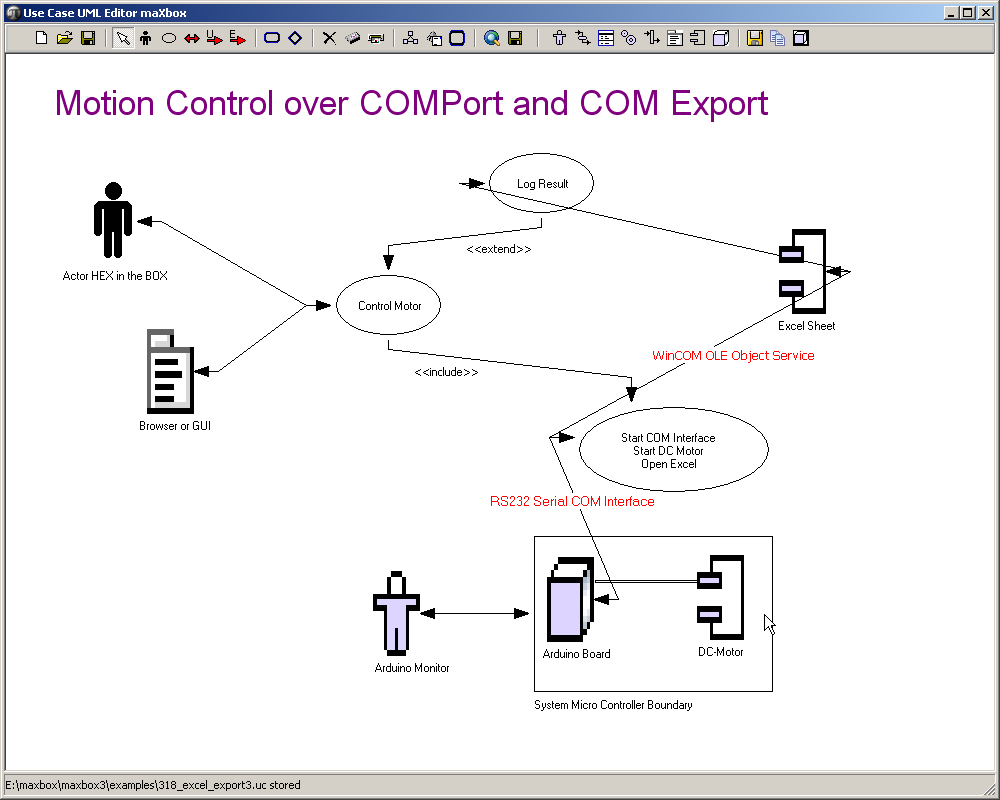 Use Case UML Editor maXbox
Motion Control over COMPort and COM Export
Log Result
<<extend>>
Actor HEX in the BOX
Control Motor
Excel Sheet
WinCOM OLE Object Service
<<include>>
Browser or GUI
Start COM Interface
Start DC Motor
Open Excel
RS232 Serial COM Interface
Arduino Board
DC-Motor
Arduino Monitor
System Micro Controller Boundary
E:\maxbox\maxbox3\examples\318_excel_export3.uc stored